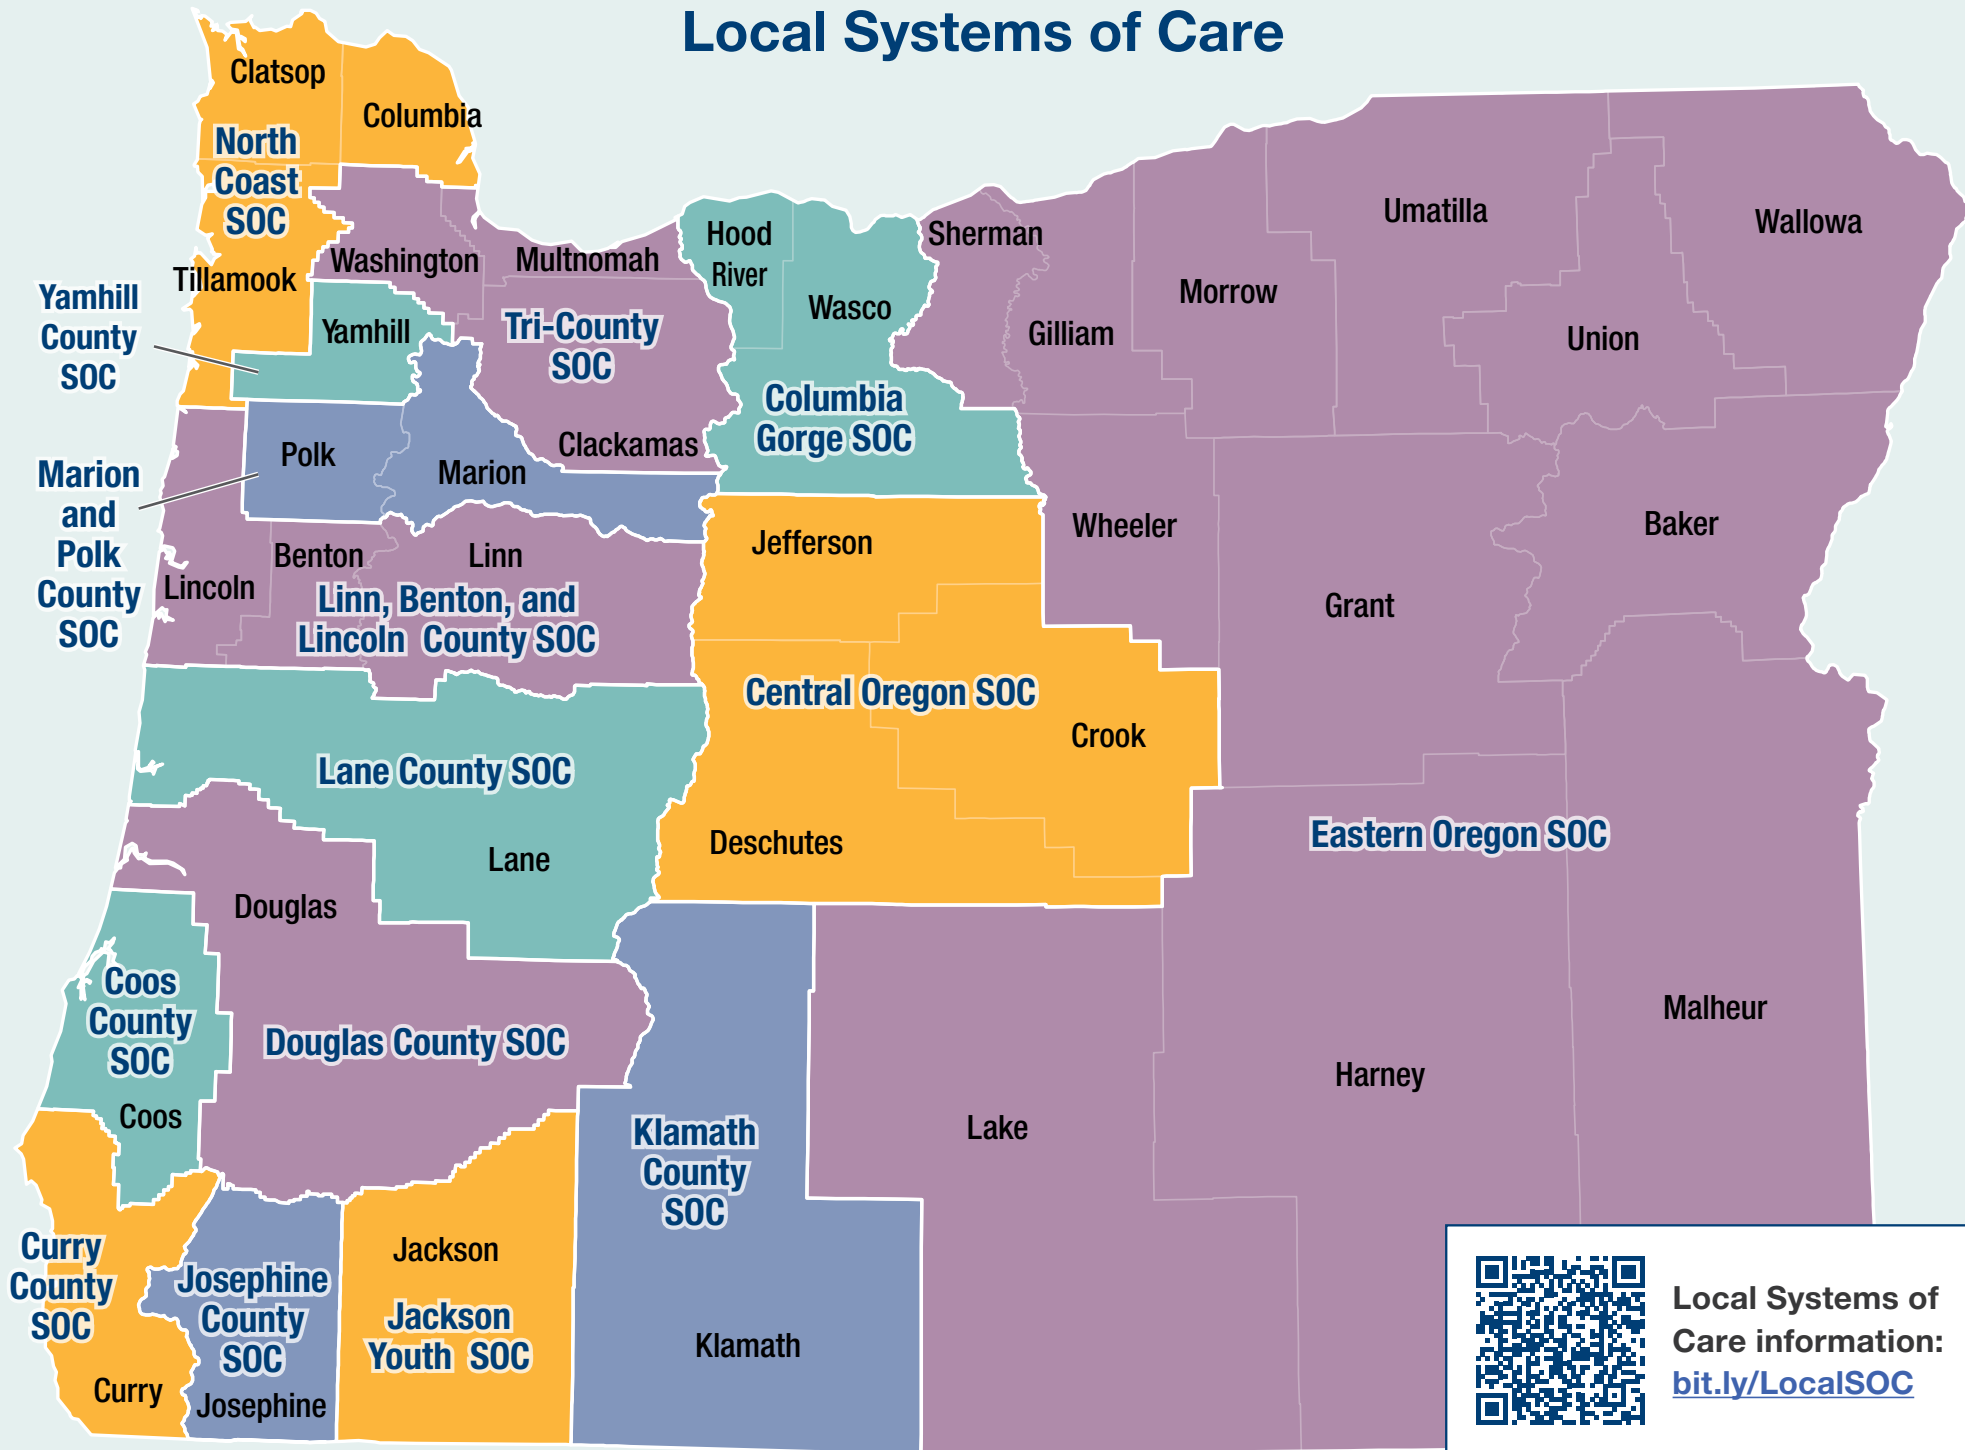 Local Systems of Care
Clatsop
Columbia
North
Coast
SOC
Tillamook
Washington
Multnomah
Hood
River
Wasco
Sherman
Gilliam
Morrow
Umatilla
Union
Wallowa
Yamhill
County
SOC
Yamhill
Tri-County
SOC
Clackamas
Columbia
Gorge SOC
Marion
and
Polk
County
SOC
Polk
Marion
Lincoln
Benton
Linn
Linn, Benton, and
Lincoln County SOC
Jefferson
Wheeler
Grant
Baker
Central Oregon SOC
Crook
Deschutes
Lane County SOC
Lane
Eastern Oregon SOC
Douglas
Douglas County SOC
Coos
County
SOC
Coos
Klamath
County
SOC
Klamath
Lake
Harney
Malheur
Curry
County
SOC
Curry
Josephine
County
SOC
Josephine
Jackson
Jackson
Youth SOC
Local Systems of
Care information:
bit.ly/LocalSOC